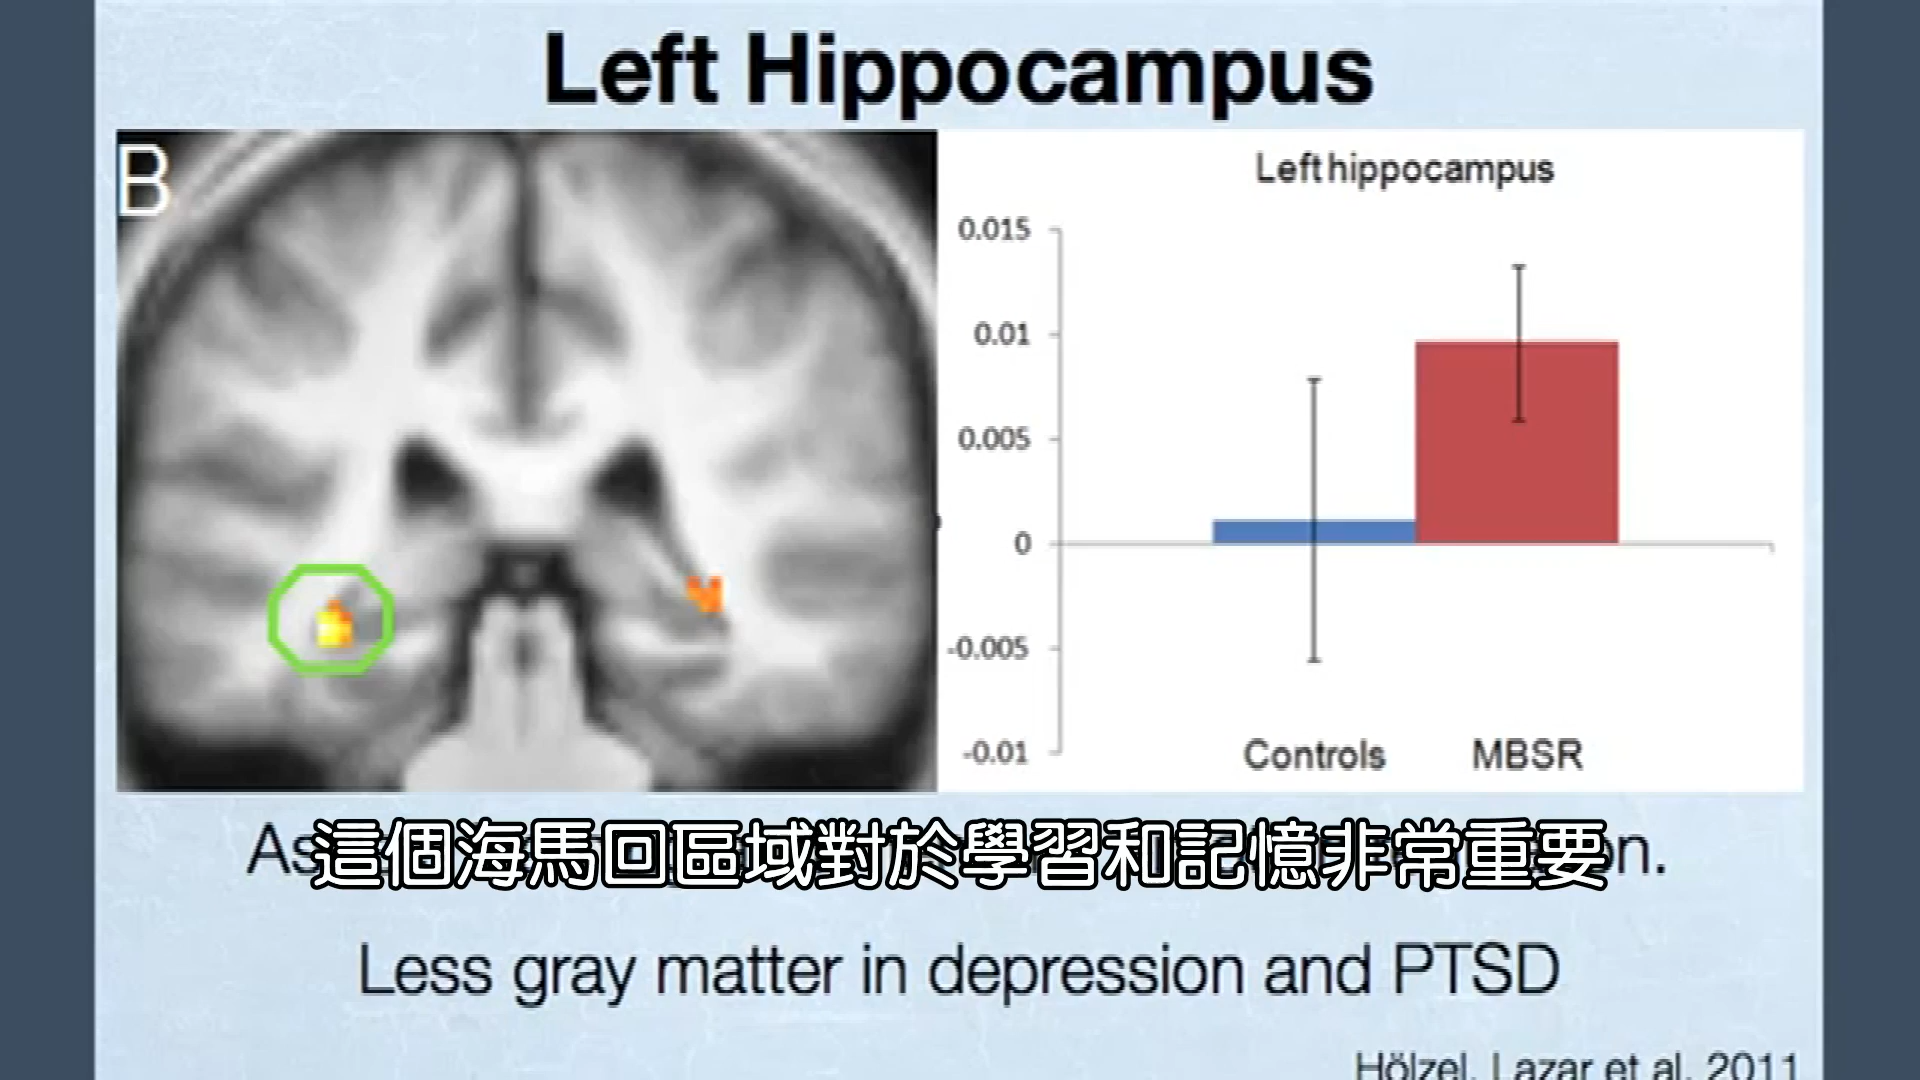 Left Hippocampus
B
Left hippocampus
0.015
0.01
0.005
0
-0.005
-0.01
Controls
MBSR
這個海馬回區域對於學習和記憶非常重要
Less gray matter in depression and PTSD
Hölzel, Lazar et al. 2011